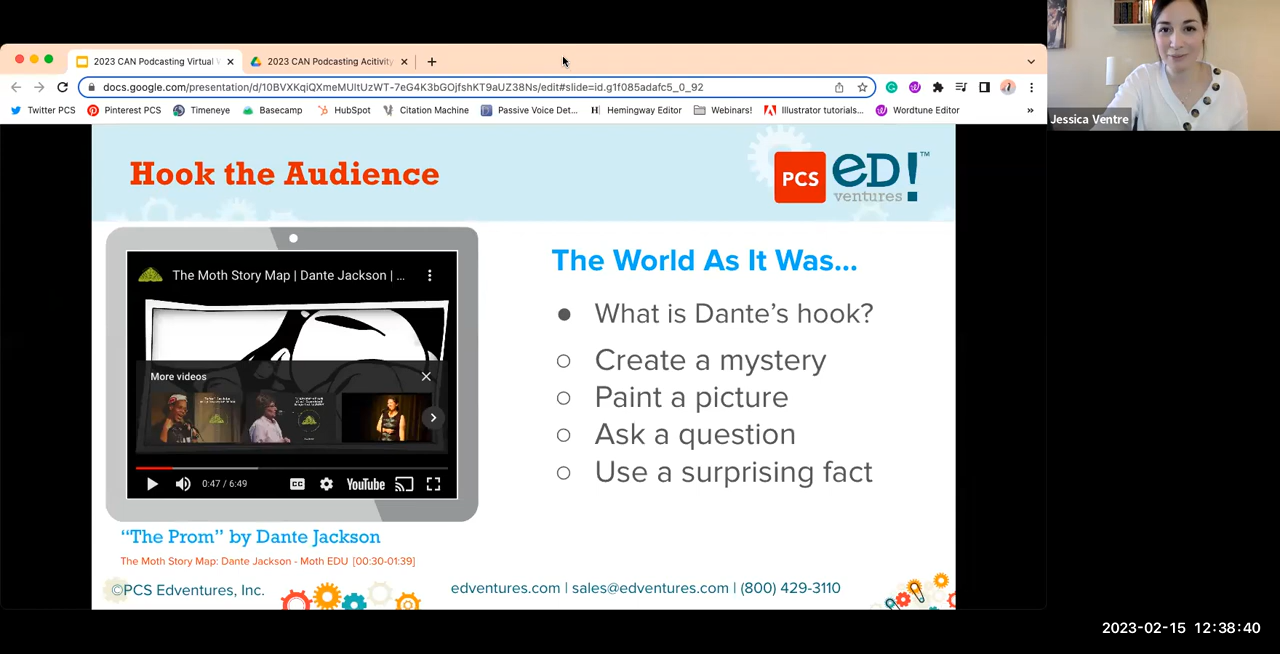 2023 CAN Podcasting Virtual
2023 CAN Podcasting Acitivity
docs.google.com/presentation/d/10BVXKqiQXmeMUltUzWT-7eG4K3bGOjfshKT9aUZ38Ns/edit#slide=id.g1f085adafc5_0_92
Twitter PCS
Pinterest PCS
Timeneye
Basecamp
HubSpot
Citation Machine
Passive Voice Det...
Hemingway Editor
Webinars!
Illustrator tutorials...
Wordtune Editor
»
Jessica Ventre
Hook the Audience
PCS
ED!™
ventures
The Moth Story Map | Dante Jackson | ...
More videos
0:47 / 6:49
CC
YouTube
"The Prom" by Dante Jackson
The Moth Story Map: Dante Jackson - Moth EDU [00:30-01:39]
The World As It Was...
● What is Dante's hook?
○ Create a mystery
○ Paint a picture
○ Ask a question
○ Use a surprising fact
©PCS Edventures, Inc.
edventures.com | sales@edventures.com | (800) 429-3110
2023-02-15 12:38:40